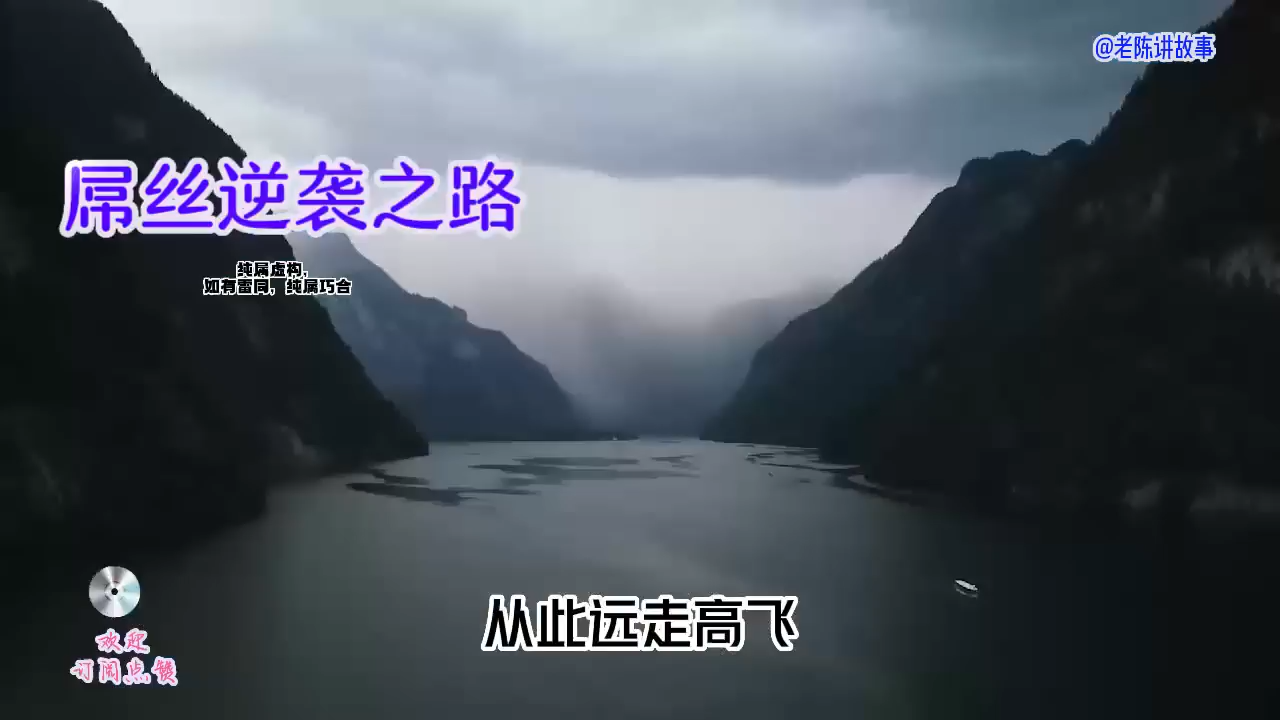 @老陈讲故事
屌丝逆袭之路
纯属虚构，
如有雷同，纯属巧合
从此远走高飞
欢迎
订阅点赞